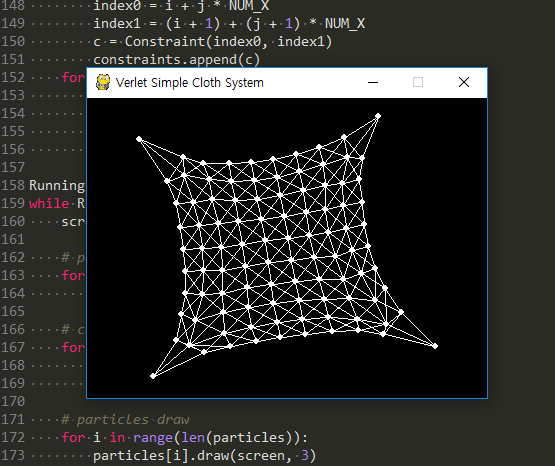 148 index0 = i + j * NUM_X
149 index1 = (i + 1) + (j + 1) * NUM_X
150 c = Constraint(index0, index1)
151 constraints.append(c)
152 for
Verlet Simple Cloth System
153
154
155
156
157
158 Running
159 while R
160 scr
161
162 # p
163 for
164
165
166 # c
167 for
168
169
170
171 # particles draw
172 for i in range(len(particles)):
173 particles[i].draw(screen, 3)